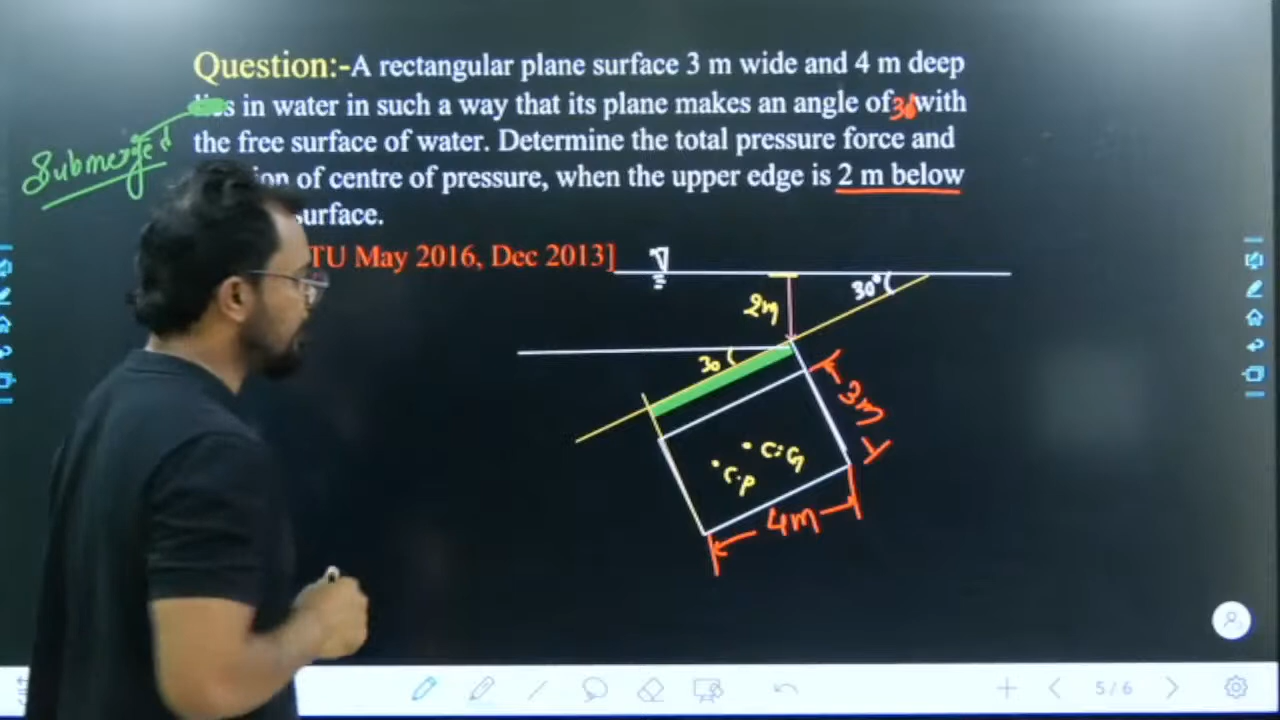 Question:-A rectangular plane surface 3 m wide and 4 m deep
in water in such a way that its plane makes an angle of 30 with
the free surface of water. Determine the total pressure force and
of centre of pressure, when the upper edge is 2 m below
surface.
Submerged
TU May 2016, Dec 2013]
2m
30°
30
3m
C.G
C.P
4m
5/6